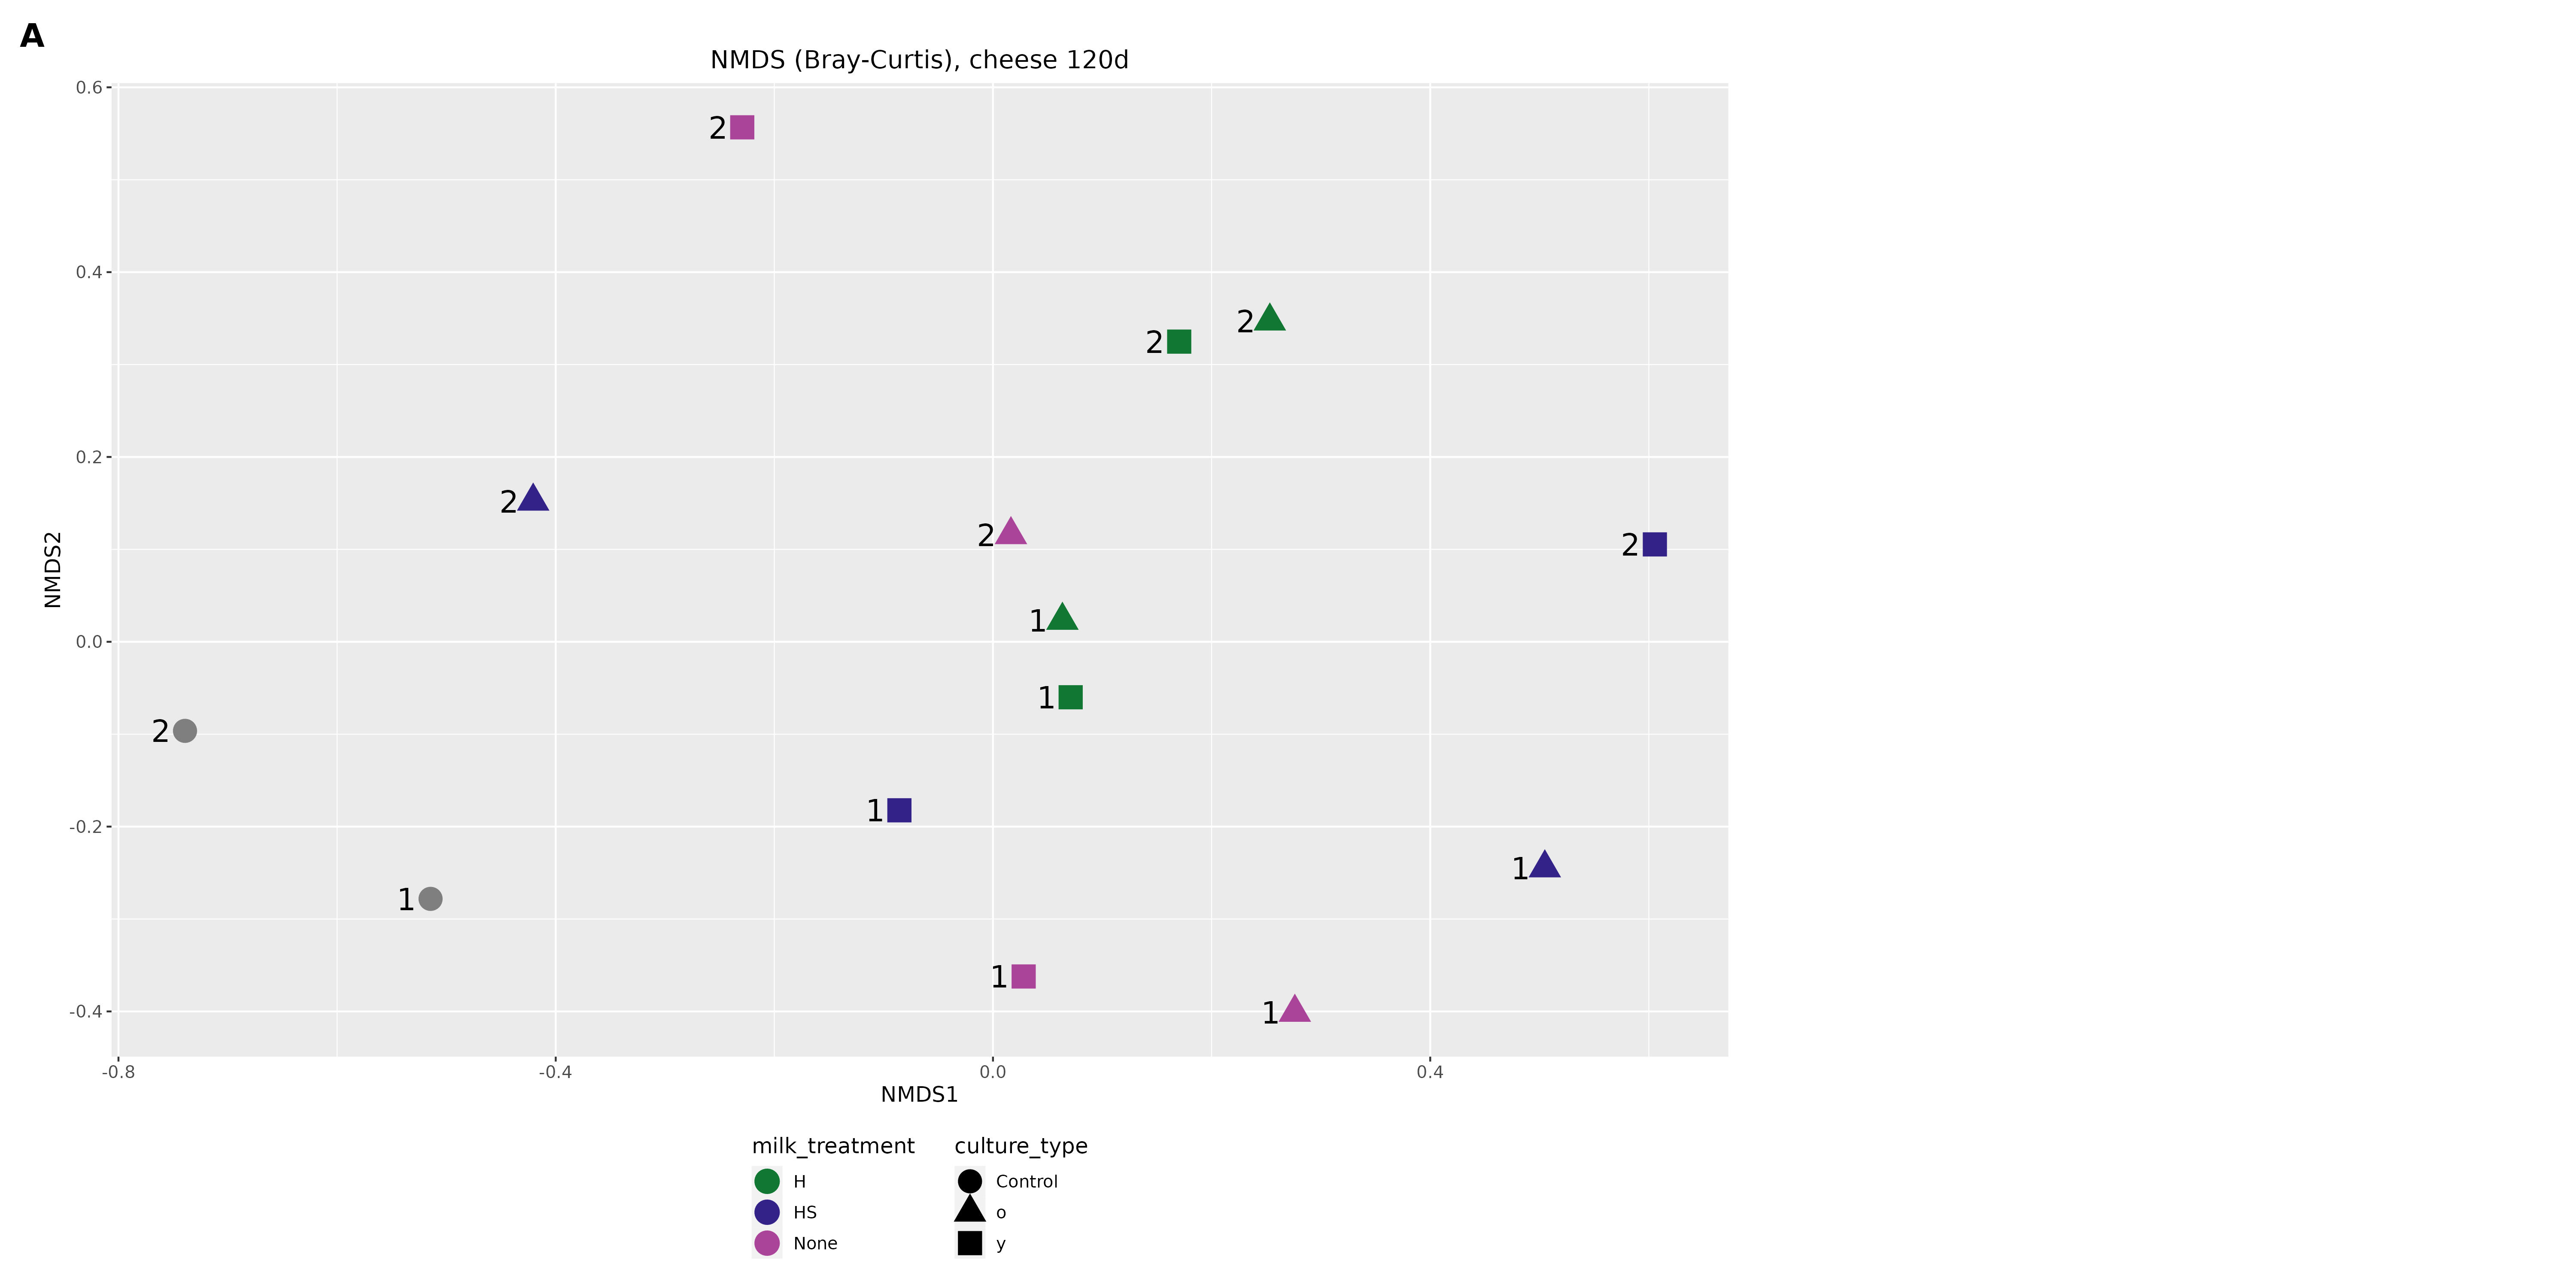 A
NMDS (Bray-Curtis), cheese 120d
0.6
2
0.4
2
2
0.2
2
2
2
1
0.0
1
2
1
-0.2
1
1
1
1
-0.4
-0.8
-0.4
0.0
0.4
NMDS2
NMDS1
milk_treatment
H
HS
None
culture_type
Control
o
y